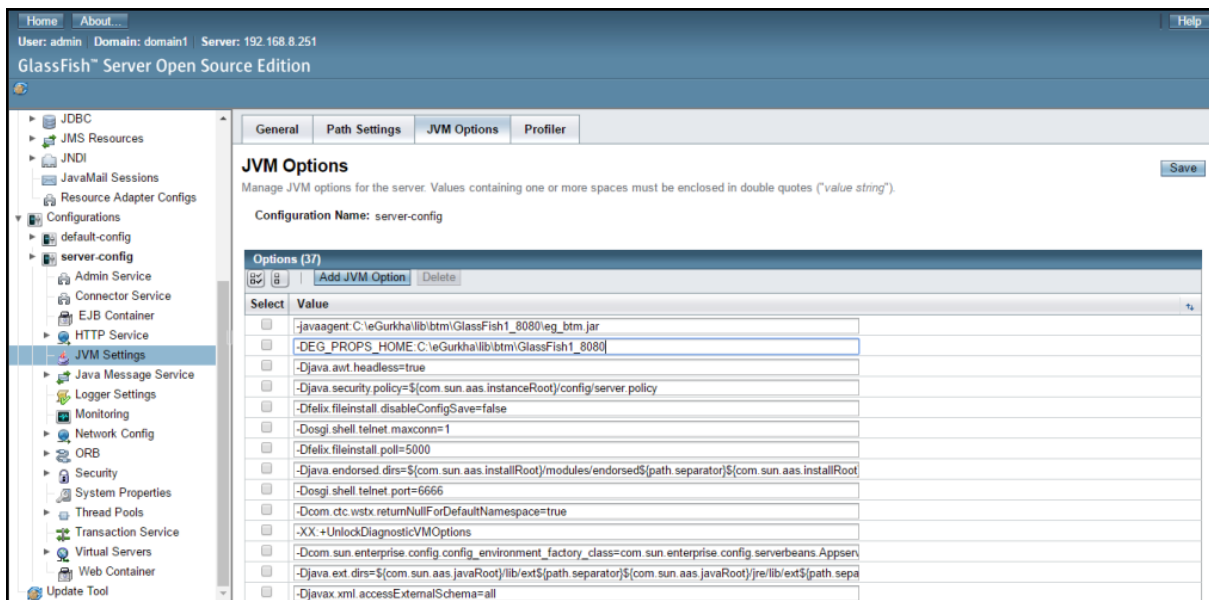 Home About... Help
User: admin Domain: domain1 Server: 192.168.8.251
GlassFish™ Server Open Source Edition
JDBC
JMS Resources
JNDI
JavaMail Sessions
Resource Adapter Configs
Configurations
default-config
server-config
Admin Service
Connector Service
EJB Container
HTTP Service
JVM Settings
Java Message Service
Logger Settings
Monitoring
Network Config
ORB
Security
System Properties
Thread Pools
Transaction Service
Virtual Servers
Web Container
Update Tool
General Path Settings JVM Options Profiler
JVM Options Save
Manage JVM options for the server. Values containing one or more spaces must be enclosed in double quotes ("value string").
Configuration Name: server-config
Options (37)
Add JVM Option Delete
Select Value
-javaagent:C:\eGurkha\lib\btm\GlassFish1_8080\eg_btm.jar
-DEG_PROPS_HOME:C:\eGurkha\lib\btm\GlassFish1_8080
-Djava.awt.headless=true
-Djava.security.policy=${com.sun.aas.instanceRoot}/config/server.policy
-Dfelix.fileinstall.disableConfigSave=false
-Dosgi.shell.telnet.maxconn=1
-Dfelix.fileinstall.poll=5000
-Djava.endorsed.dirs=${com.sun.aas.installRoot}/modules/endorsed${path.separator}${com.sun.aas.installRoot
-Dosgi.shell.telnet.port=6666
-Dcom.ctc.wstx.returnNullForDefaultNamespace=true
-XX:+UnlockDiagnosticVMOptions
-Dcom.sun.enterprise.config.config_environment_factory_class=com.sun.enterprise.config.serverbeans.Appserv
-Djava.ext.dirs=${com.sun.aas.javaRoot}/lib/ext${path.separator}${com.sun.aas.javaRoot}/jre/lib/ext${path.sepa
-Djavax.xml.accessExternalSchema=all